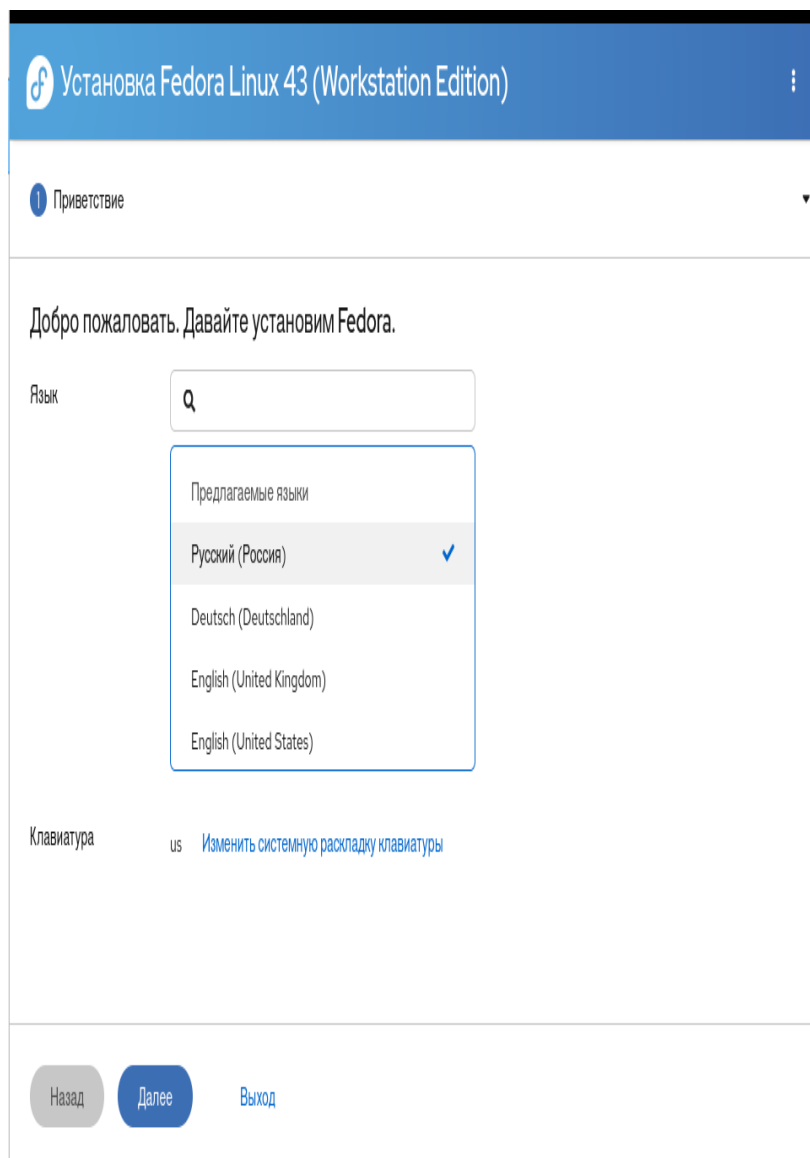 Установка Fedora Linux 43 (Workstation Edition)
1 Приветствие
Добро пожаловать. Давайте установим Fedora.
Язык
Предлагаемые языки
Русский (Россия)
Deutsch (Deutschland)
English (United Kingdom)
English (United States)
Клавиатура us Изменить системную раскладку клавиатуры
Назад Далее Выход